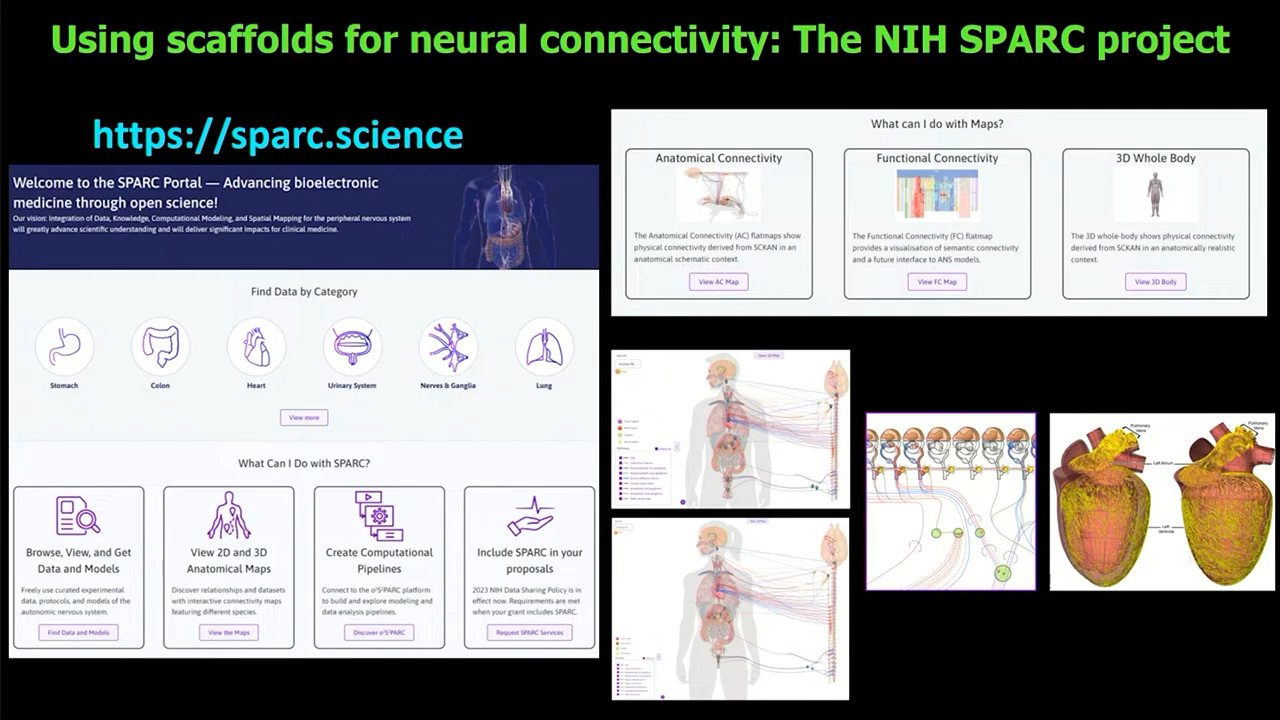 Using scaffolds for neural connectivity: The NIH SPARC project
https://sparc.science
Welcome to the SPARC Portal — Advancing bioelectronic
medicine through open science!
Our vision: Integration of Data, Knowledge, Computational Modeling, and Spatial Mapping for the peripheral nervous system
will greatly advance scientific understanding and will deliver significant impacts for clinical medicine.
Find Data by Category
Stomach
Colon
Heart
Urinary System
Nerves & Ganglia
Lung
View more
What Can I Do with SPARC?
Browse, View, and Get
Data and Models
Freely use curated experimental
data, protocols, and models of the
autonomic nervous system.
Find Data and Models
View 2D and 3D
Anatomical Maps
Discover relationships and datasets
with interactive connectivity maps
featuring different species.
View the Maps
Create Computational
Pipelines
Connect to the o²S²PARC platform
to build and explore modeling and
data analysis pipelines.
Discover o²S²PARC
Include SPARC in your
proposals
2023 NIH Data Sharing Policy is in
effect now. Requirements are met
when your grant includes SPARC.
Request SPARC Services
What can I do with Maps?
Anatomical Connectivity
The Anatomical Connectivity (AC) flatmaps show
physical connectivity derived from SCKAN in an
anatomical schematic context.
View AC Map
Functional Connectivity
The Functional Connectivity (FC) flatmap
provides a visualisation of semantic connectivity
and a future interface to ANS models.
View FC Map
3D Whole Body
The 3D whole-body shows physical connectivity
derived from SCKAN in an anatomically realistic
context.
View 3D Body
Pulmonary
Veins
Pulmonary
Veins
Left Atrium
Left
Ventricle